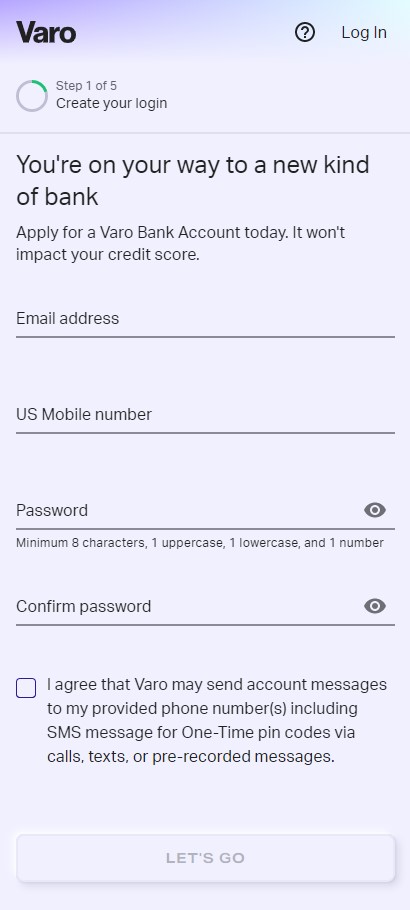 Varo
Log In
Step 1 of 5
Create your login
You're on your way to a new kind
of bank
Apply for a Varo Bank Account today. It won't
impact your credit score.
Email address
US Mobile number
Password
Minimum 8 characters, 1 uppercase, 1 lowercase, and 1 number
Confirm password
I agree that Varo may send account messages
to my provided phone number(s) including
SMS message for One-Time pin codes via
calls, texts, or pre-recorded messages.
LET'S GO